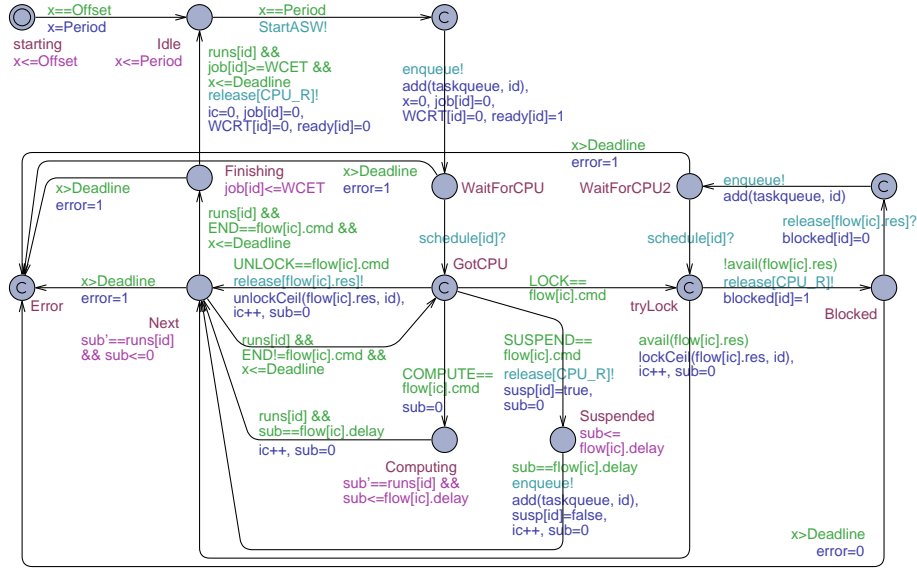 x==Offset
x=Period
starting
x<=Offset
Idle
x<=Period
x==Period
StartASW!
C
runs[id] &&
job[id]>=WCET &&
x<=Deadline
release[CPU_R]!
ic=0, job[id]=0,
WCRT[id]=0, ready[id]=0
enqueue!
add(taskqueue, id),
x=0, job[id]=0,
WCRT[id]=0, ready[id]=1
x>Deadline
error=1
Finishing
job[id]<=WCET
x>Deadline
error=1
C
WaitForCPU
x>Deadline
error=1
WaitForCPU2
enqueue!
add(taskqueue, id)
C
runs[id] &&
END==flow[ic].cmd &&
x<=Deadline
schedule[id]?
schedule[id]?
release[flow[ic].res]?
blocked[id]=0
C
Error
x>Deadline
error=1
Next
sub'==runs[id]
&& sub<=0
UNLOCK==flow[ic].cmd
release[flow[ic].res]!
unlockCeil(flow[ic].res, id),
ic++, sub=0
GotCPU
C
LOCK==
flow[ic].cmd
C
tryLock
!avail(flow[ic].res)
release[CPU_R]!
blocked[id]=1
Blocked
runs[id] &&
END!=flow[ic].cmd &&
x<=Deadline
COMPUTE==
flow[ic].cmd
sub=0
SUSPEND==
flow[ic].cmd
release[CPU_R]!
susp[id]=true,
sub=0
avail(flow[ic].res)
lockCeil(flow[ic].res, id),
ic++, sub=0
runs[id] &&
sub==flow[ic].delay
ic++, sub=0
Computing
sub'==runs[id] &&
sub<=flow[ic].delay
Suspended
sub<=
flow[ic].delay
sub==flow[ic].delay
enqueue!
add(taskqueue, id),
susp[id]=false,
ic++, sub=0
x>Deadline
error=0